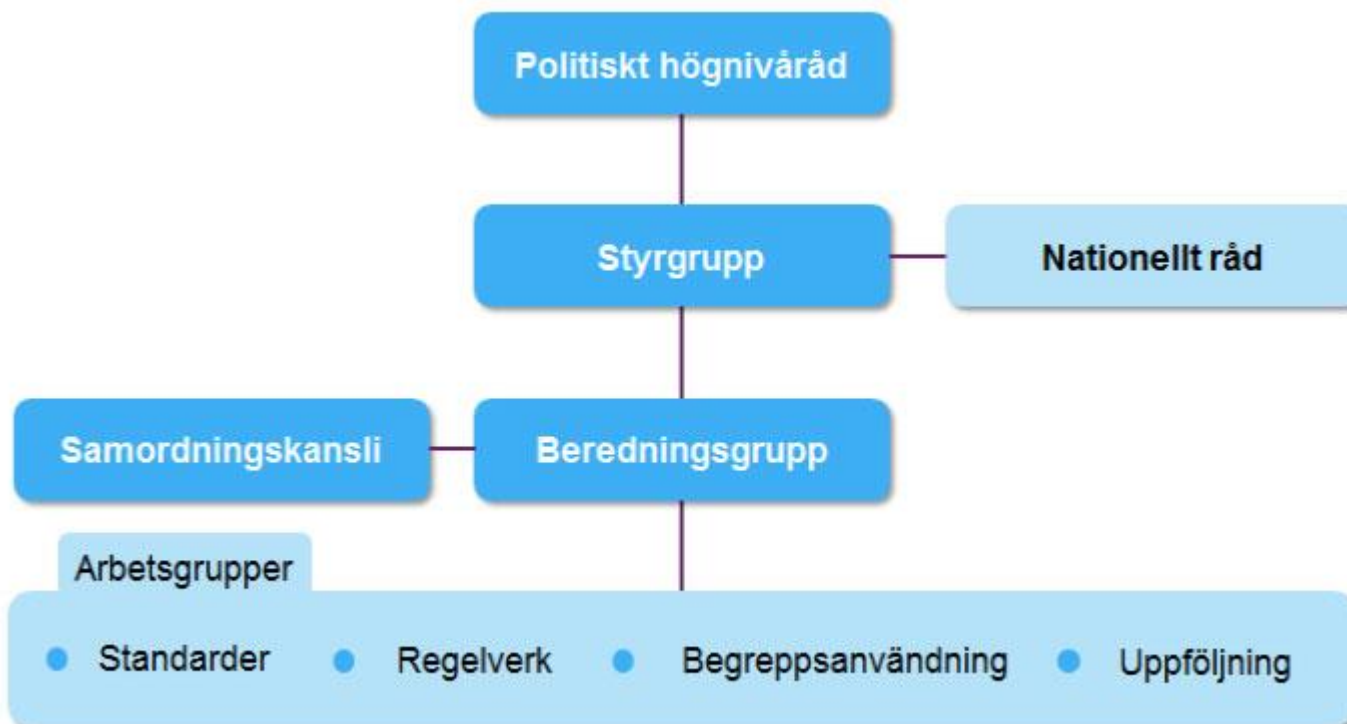 Politiskt högnivåråd
Styrgrupp
Nationellt råd
Samordningskansli
Beredningsgrupp
Arbetsgrupper
Standarder
Regelverk
Begreppsanvändning
Uppföljning